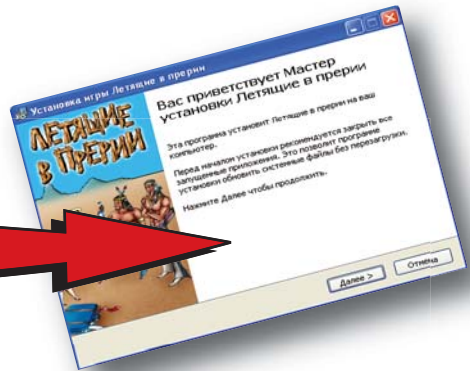 Установка игры Летящие в прерии
ЛЕТЯЩИЕ
В ПРЕРИИ
Вас приветствует Мастер
установки Летящие в прерии
Эта программа установит Летящие в прерии на ваш
компьютер.
Перед началом установки рекомендуется закрыть все
запущенные приложения. Это позволит программе
установки обновить системные файлы без перезагрузки.
Нажмите Далее чтобы продолжить.
Далее >
Отмена